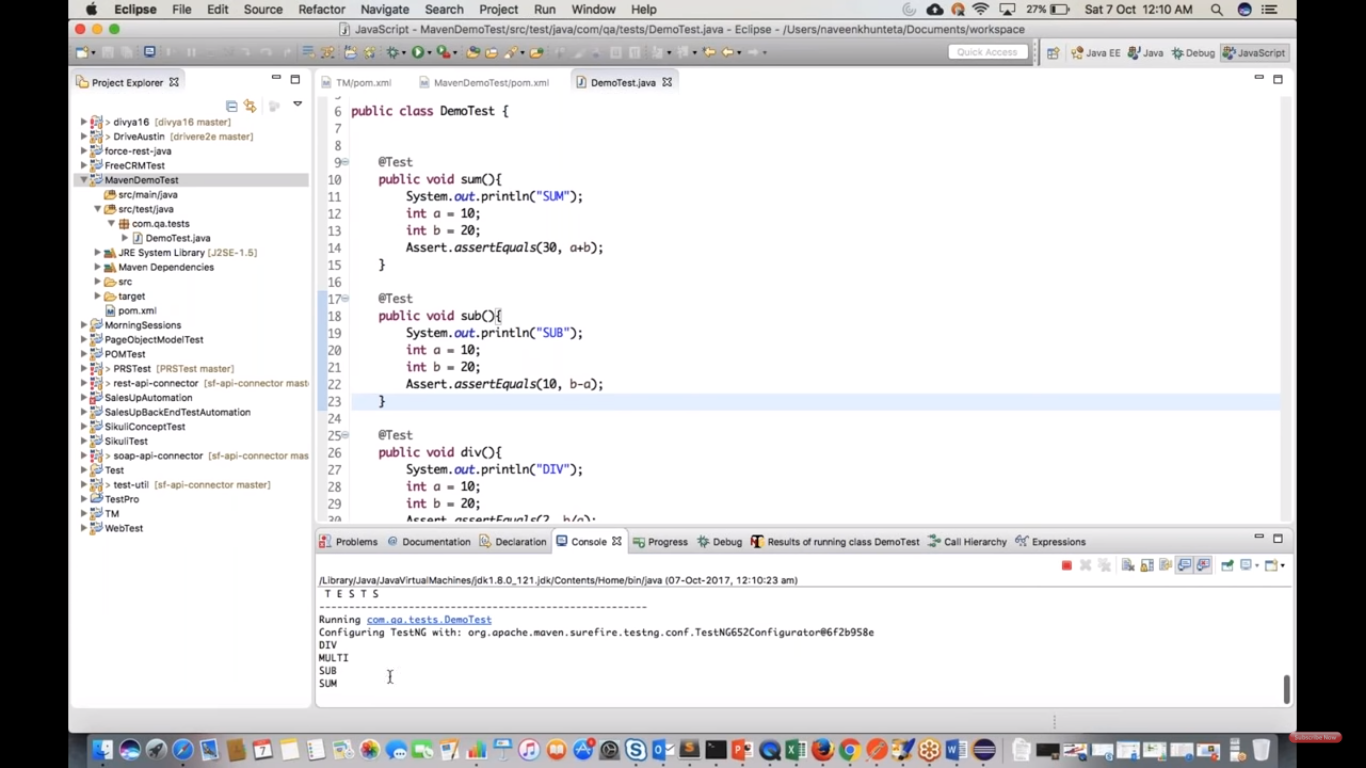 Eclipse File Edit Source Refactor Navigate Search Project Run Window Help 27% Sat 7 Oct 12:10 AM
JavaScript - MavenDemoTest/src/test/java/com/qa/tests/DemoTest.java - Eclipse - /Users/naveenkhunteta/Documents/workspace
Quick Access Java EE Java Debug JavaScript
Project Explorer
divya16 [divya16 master]
DriveAustin [drivere2e master]
force-rest-java
FreeCRMTest
MavenDemoTest
src/main/java
src/test/java
com.qa.tests
DemoTest.java
JRE System Library [J2SE-1.5]
Maven Dependencies
src
target
pom.xml
MorningSessions
PageObjectModelTest
POMTest
> PRSTest [PRSTest master]
> rest-api-connector [sf-api-connector mast
SalesUpAutomation
SalesUpBackEndTestAutomation
SikuliConceptTest
SikuliTest
> soap-api-connector [sf-api-connector mas
Test
> test-util [sf-api-connector master]
TestPro
TM
WebTest
TM/pom.xml MavenDemoTest/pom.xml DemoTest.java
6 public class DemoTest {
7
8
9 @Test
10 public void sum(){
11 System.out.println("SUM");
12 int a = 10;
13 int b = 20;
14 Assert.assertEquals(30, a+b);
15 }
16
17 @Test
18 public void sub(){
19 System.out.println("SUB");
20 int a = 10;
21 int b = 20;
22 Assert.assertEquals(10, b-a);
23 }
24
25 @Test
26 public void div(){
27 System.out.println("DIV");
28 int a = 10;
29 int b = 20;
30 Assert.assertEquals(2, b/a);
Problems Documentation Declaration Console Progress Debug Results of running class DemoTest Call Hierarchy Expressions
/Library/Java/JavaVirtualMachines/jdk1.8.0_121.jdk/Contents/Home/bin/java (07-Oct-2017, 12:10:23 am)
T E S T S
-------------------------------------------------------
Running com.qa.tests.DemoTest
Configuring TestNG with: org.apache.maven.surefire.testng.conf.TestNG652Configurator@6f2b958e
DIV
MULTI
SUB
SUM
Subscribe Now